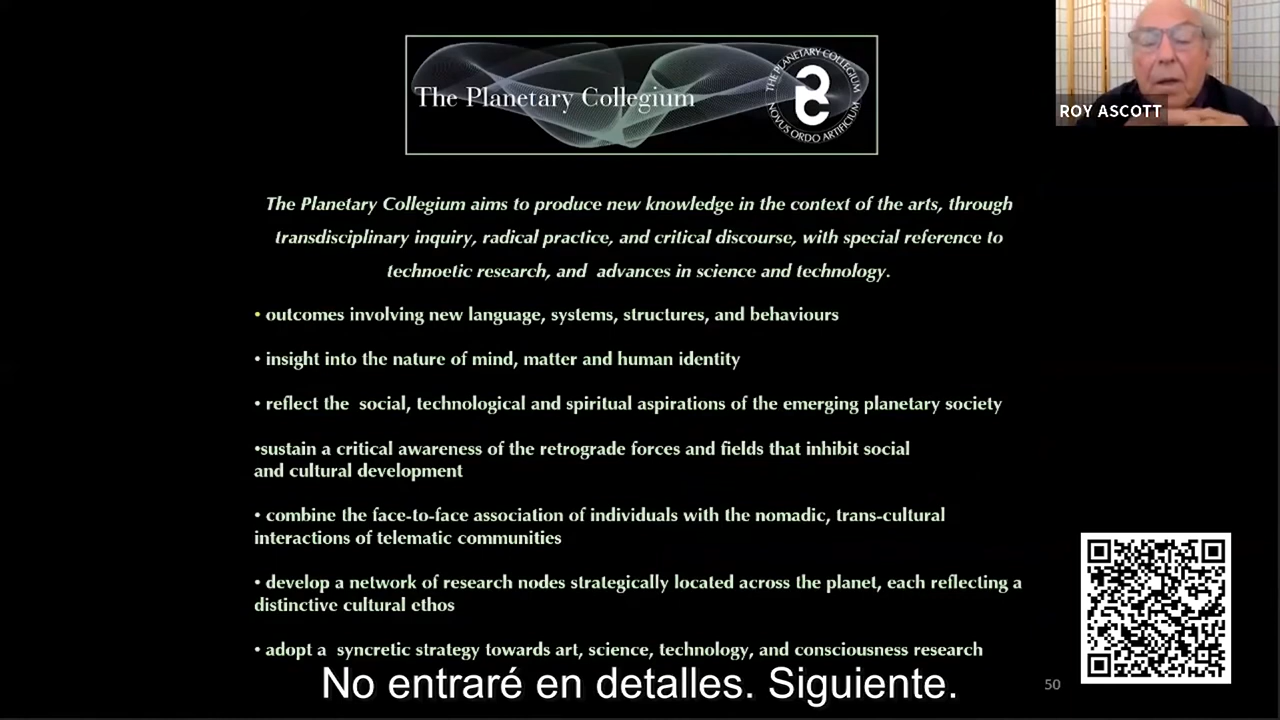 The Planetary Collegium
THE PLANETARY COLLEGIUM
NOVUS ORDO ARTIFICIUM
ROY ASCOTT
The Planetary Collegium aims to produce new knowledge in the context of the arts, through
transdisciplinary inquiry, radical practice, and critical discourse, with special reference to
technoetic research, and  advances in science and technology.
• outcomes involving new language, systems, structures, and behaviours
• insight into the nature of mind, matter and human identity
• reflect the  social, technological and spiritual aspirations of the emerging planetary society
•sustain a critical awareness of the retrograde forces and fields that inhibit social
and cultural development
• combine the face-to-face association of individuals with the nomadic, trans-cultural
interactions of telematic communities
• develop a network of research nodes strategically located across the planet, each reflecting a
distinctive cultural ethos
• adopt a  syncretic strategy towards art, science, technology, and consciousness research
No entraré en detalles. Siguiente.
50